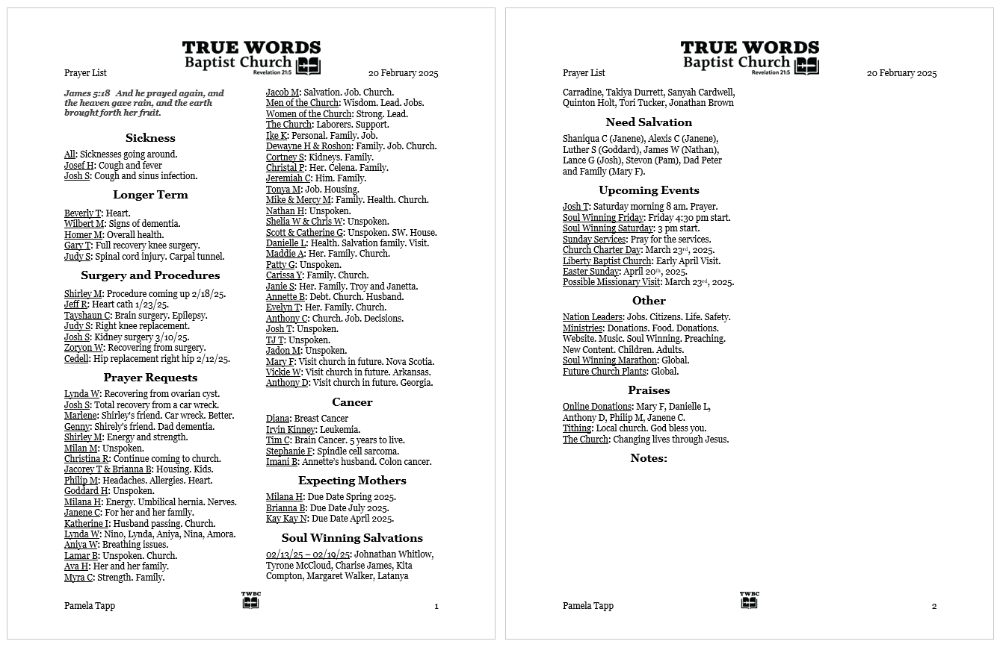 TRUE WORDS
Baptist Church
Revelation 21:5
Prayer List
20 February 2025
James 5:18 And he prayed again, and
the heaven gave rain, and the earth
brought forth her fruit.
Sickness
All: Sicknesses going around.
Josef H: Cough and fever
Josh S: Cough and sinus infection.
Longer Term
Beverly T: Heart.
Wilbert M: Signs of dementia.
Homer M: Overall health.
Gary T: Full recovery knee surgery.
Judy S: Spinal cord injury. Carpal tunnel.
Surgery and Procedures
Shirley M: Procedure coming up 2/18/25.
Jeff R: Heart cath 1/23/25.
Tayshaun C: Brain surgery. Epilepsy.
Judy S: Right knee replacement.
Josh S: Kidney surgery 3/10/25.
Zoryon W: Recovering from surgery.
Cedell: Hip replacement right hip 2/12/25.
Prayer Requests
Lynda W: Recovering from ovarian cyst.
Josh S: Total recovery from a car wreck.
Marlene: Shirley's friend. Car wreck. Better.
Genny: Shirely's friend. Dad dementia.
Shirley M: Energy and strength.
Milan M: Unspoken.
Christina R: Continue coming to church.
Jacorey T & Brianna B: Housing. Kids.
Philip M: Headaches. Allergies. Heart.
Goddard H: Unspoken.
Milana H: Energy. Umbilical hernia. Nerves.
Janene C: For her and her family.
Katherine I: Husband passing. Church.
Lynda W: Nino, Lynda, Aniya, Nina, Amora.
Aniya W: Breathing issues.
Lamar B: Unspoken. Church.
Ava H: Her and her family.
Myra C: Strength. Family.
Jacob M: Salvation. Job. Church.
Men of the Church: Wisdom. Lead. Jobs.
Women of the Church: Strong. Lead.
The Church: Laborers. Support.
Ike K: Personal. Family. Job.
Dewayne H & Roshon: Family. Job. Church.
Cortney S: Kidneys. Family.
Christal P: Her. Celena. Family.
Jeremiah C: Him. Family.
Tonya M: Job. Housing.
Mike & Mercy M: Family. Health. Church.
Nathan H: Unspoken.
Shelia W & Chris W: Unspoken.
Scott & Catherine G: Unspoken. SW. House.
Danielle L: Health. Salvation family. Visit.
Maddie A: Her. Family. Church.
Patty G: Unspoken.
Carissa Y: Family. Church.
Janie S: Her. Family. Troy and Janetta.
Annette B: Debt. Church. Husband.
Evelyn T: Her. Family. Church.
Anthony C: Church. Job. Decisions.
Josh T: Unspoken.
TJ T: Unspoken.
Jadon M: Unspoken.
Mary F: Visit church in future. Nova Scotia.
Vickie W: Visit church in future. Arkansas.
Anthony D: Visit church in future. Georgia.
Cancer
Diana: Breast Cancer
Irvin Kinney: Leukemia.
Tim C: Brain Cancer. 5 years to live.
Stephanie F: Spindle cell sarcoma.
Imani B: Annette's husband. Colon cancer.
Expecting Mothers
Milana H: Due Date Spring 2025.
Brianna B: Due Date July 2025.
Kay Kay N: Due Date April 2025.
Soul Winning Salvations
02/13/25 – 02/19/25: Johnathan Whitlow,
Tyrone McCloud, Charise James, Kita
Compton, Margaret Walker, Latanya
Pamela Tapp
TWBC
1
TRUE WORDS
Baptist Church
Revelation 21:5
Prayer List
20 February 2025
Carradine, Takiya Durrett, Sanyah Cardwell,
Quinton Holt, Tori Tucker, Jonathan Brown
Need Salvation
Shaniqua C (Janene), Alexis C (Janene),
Luther S (Goddard), James W (Nathan),
Lance G (Josh), Stevon (Pam), Dad Peter
and Family (Mary F).
Upcoming Events
Josh T: Saturday morning 8 am. Prayer.
Soul Winning Friday: Friday 4:30 pm start.
Soul Winning Saturday: 3 pm start.
Sunday Services: Pray for the services.
Church Charter Day: March 23rd, 2025.
Liberty Baptist Church: Early April Visit.
Easter Sunday: April 20th, 2025.
Possible Missionary Visit: March 23rd, 2025.
Other
Nation Leaders: Jobs. Citizens. Life. Safety.
Ministries: Donations. Food. Donations.
Website. Music. Soul Winning. Preaching.
New Content. Children. Adults.
Soul Winning Marathon: Global.
Future Church Plants: Global.
Praises
Online Donations: Mary F, Danielle L,
Anthony D, Philip M, Janene C.
Tithing: Local church. God bless you.
The Church: Changing lives through Jesus.
Notes:
Pamela Tapp
TWBC
2